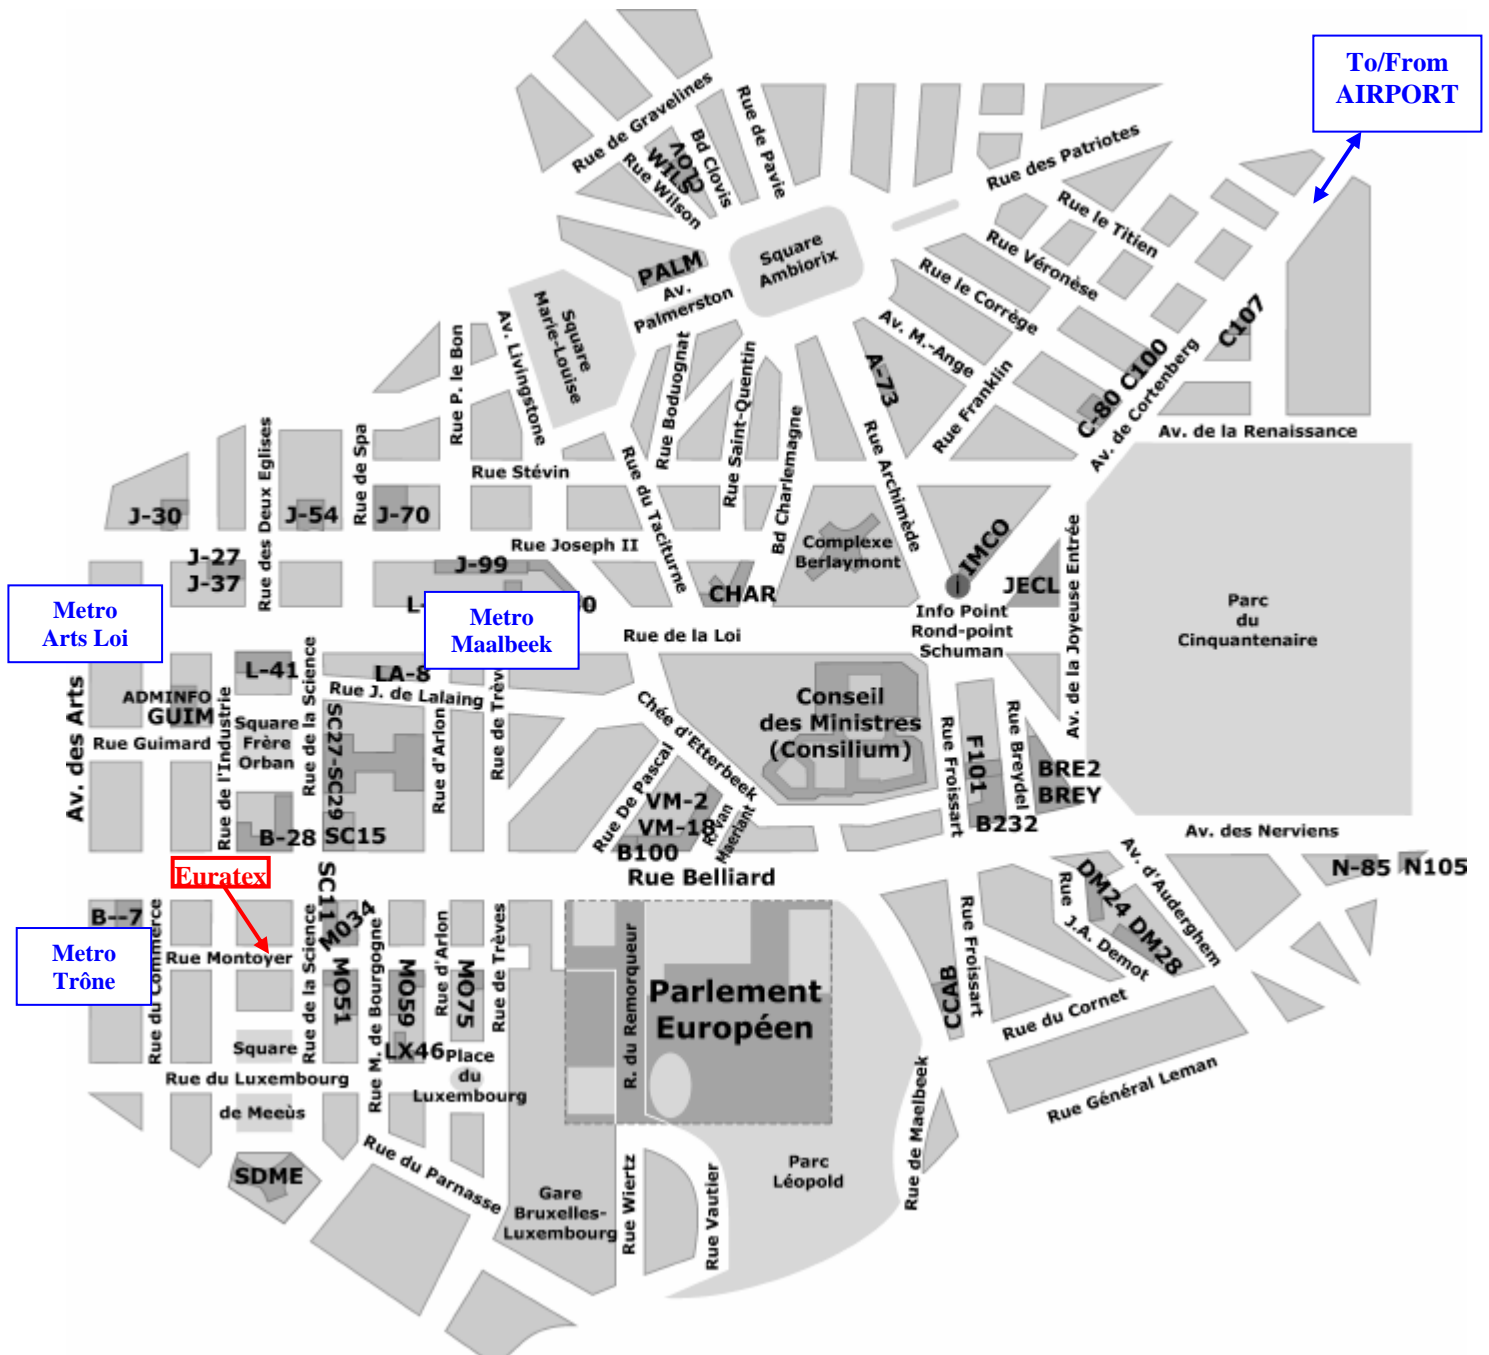 To/From
AIRPORT
Rue de Gravelines
Rue de Pavie
Bd Clovis
CLOV
WILS
Rue Wilson
Rue des Patriotes
Rue le Titien
Rue Véronèse
Rue le Corrège
Square
Ambiorix
PALM
Av.
Palmerston
Square
Marie-Louise
Av. Livingstone
Rue P. le Bon
Rue Boduognat
Rue Saint-Quentin
Bd Charlemagne
A-73
Av. M.-Ange
Rue Franklin
Rue Archimède
C107
C100
C-80
Av. de Cortenberg
Av. de la Renaissance
Rue des Deux Eglises
Rue de Spa
Rue Stévin
Rue du Taciturne
J-30
J-54
J-70
Rue Joseph II
J-27
J-37
J-99
Complexe
Berlaymont
CHAR
IMCO
i
JECL
Info Point
Rond-point
Schuman
Av. de la Joyeuse Entrée
Parc
du
Cinquantenaire
Metro
Arts Loi
Metro
Maalbeek
L-
0
Rue de la Loi
L-41
LA-8
Rue J. de Lalaing
ADMINFO
GUIM
Av. des Arts
Rue Guimard
Rue de l'Industrie
Square
Frère
Orban
Rue de la Science
SC27-SC29
Rue d'Arlon
Rue de Trève
Chée d'Etterbeek
Conseil
des Ministres
(Consilium)
Rue Froissart
F101
Rue Breydel
BRE2
BREY
B232
Rue De Pascal
VM-2
VM-18
R. van
Maerlant
B100
B-28
SC15
Rue Belliard
Av. des Nerviens
Av. d'Auderghem
N-85
N105
Euratex
SC11
M034
B--7
Rue du Commerce
Metro
Trône
Rue Montoyer
Rue de la Science
MO51
Rue M. de Bourgogne
MO59
Rue d'Arlon
MO75
Rue de Trèves
R. du Remorqueur
Parlement
Européen
CCAB
Rue Froissart
DM24
DM28
Rue
J.A. Demot
Rue du Cornet
Rue Général Leman
Rue de Maelbeek
Square
Rue du Luxembourg
de Meeùs
LX46
Place
du
Luxembourg
SDME
Rue du Parnasse
Gare
Bruxelles-
Luxembourg
Rue Wiertz
Rue Vautier
Parc
Léopold